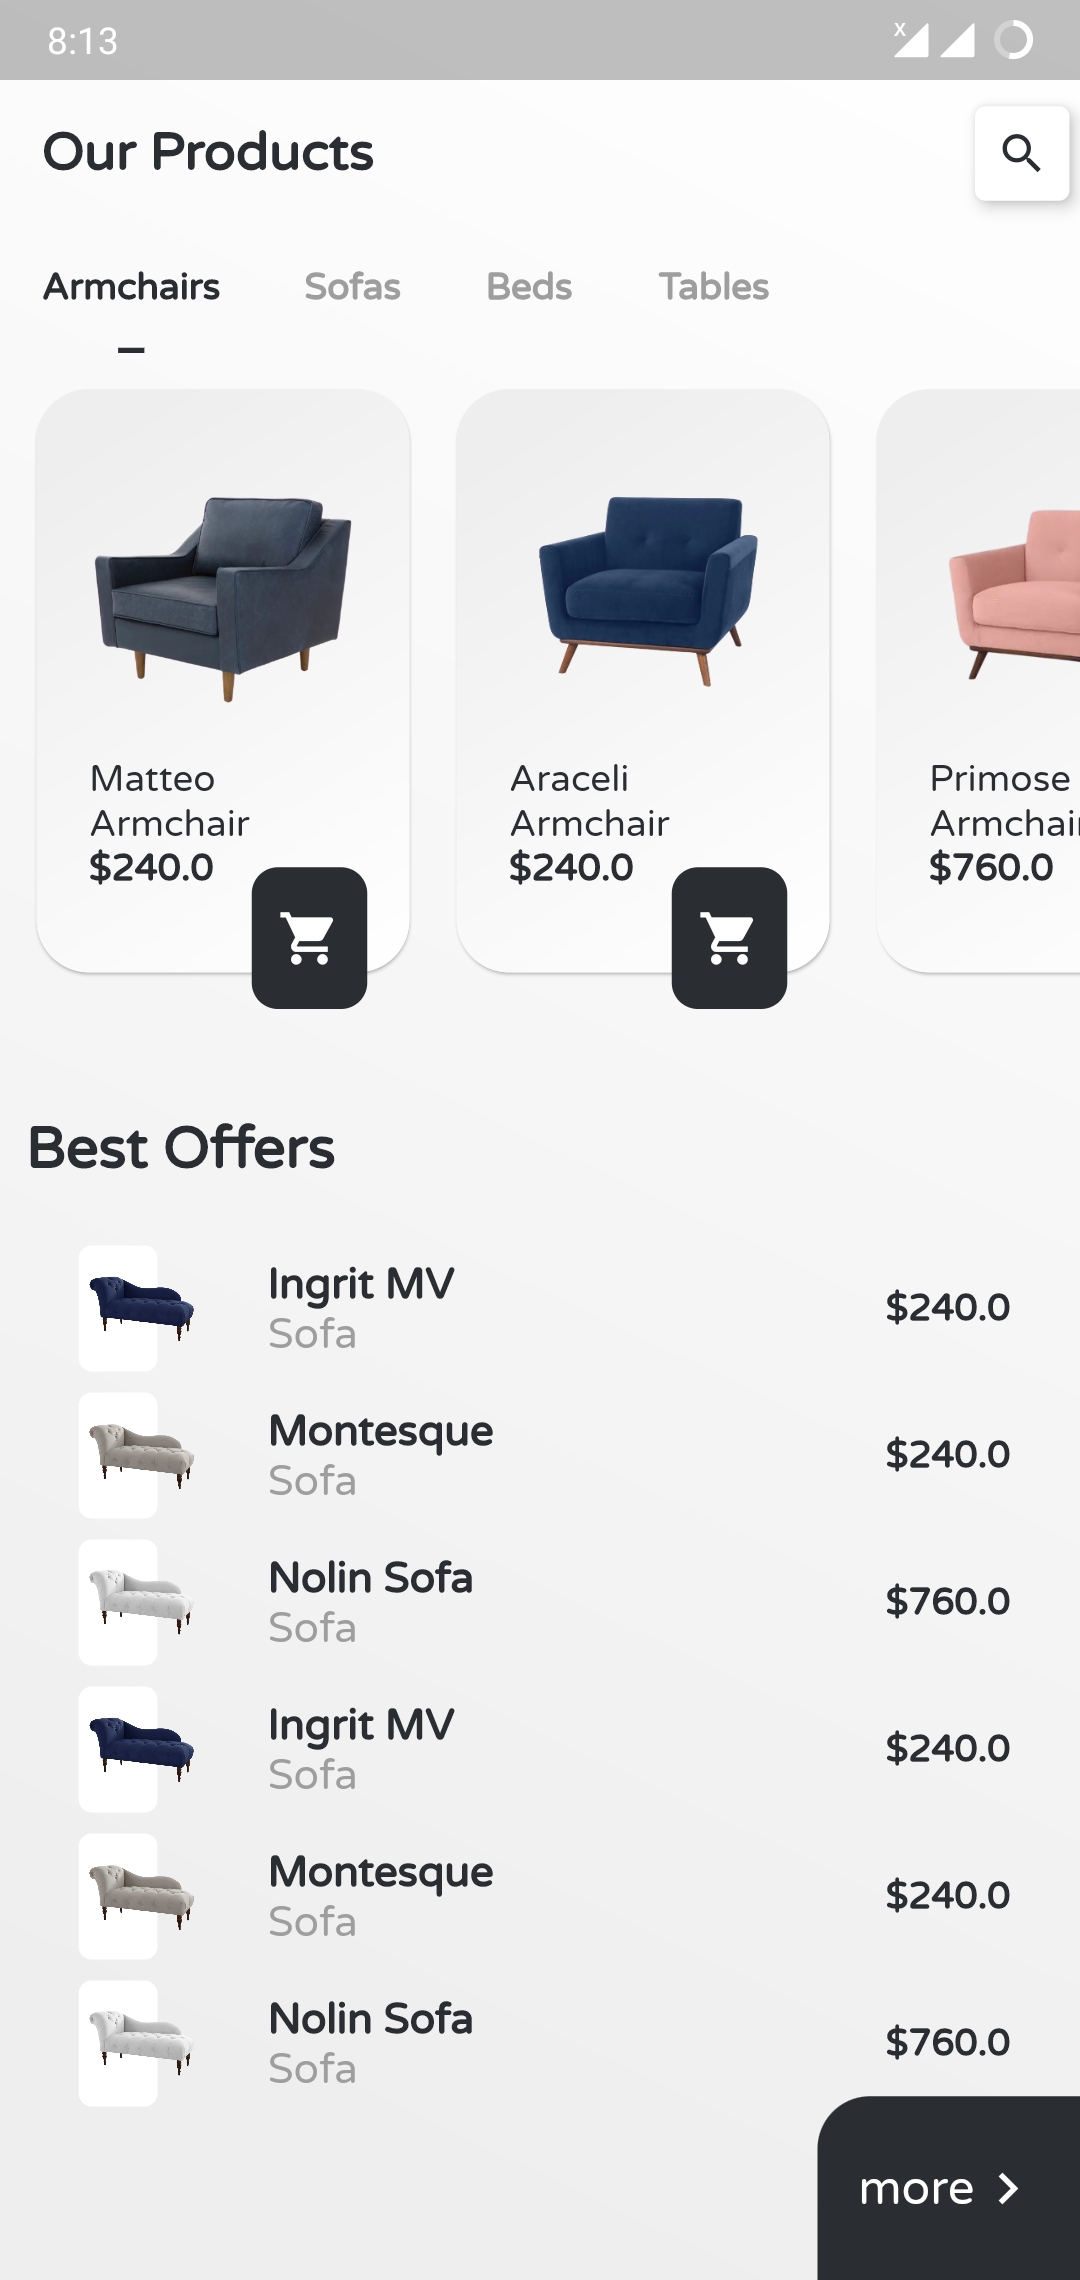 8:13
x
Our Products
Armchairs Sofas Beds Tables
Matteo
Armchair
$240.0
Araceli
Armchair
$240.0
Primose
Armchair
$760.0
Best Offers
Ingrit MV
Sofa
$240.0
Montesque
Sofa
$240.0
Nolin Sofa
Sofa
$760.0
Ingrit MV
Sofa
$240.0
Montesque
Sofa
$240.0
Nolin Sofa
Sofa
$760.0
more